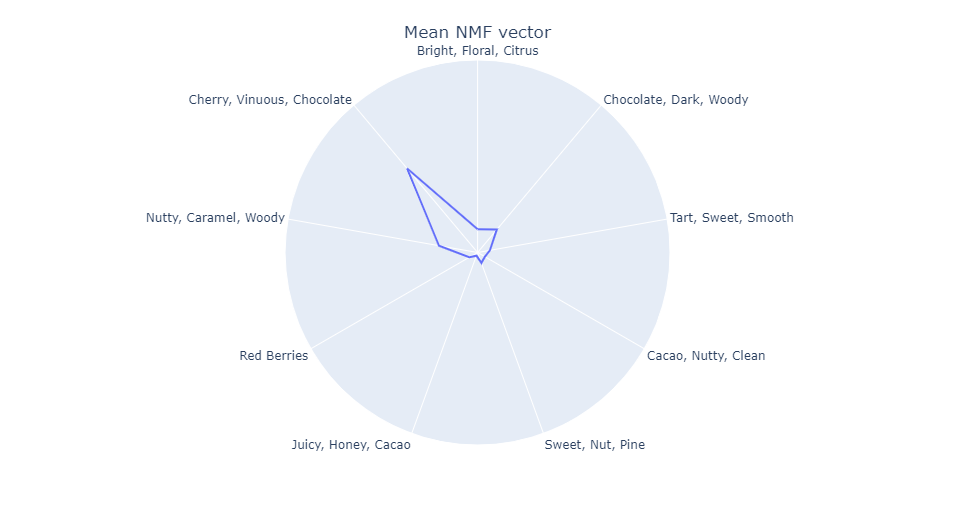 Mean NMF vector
Bright, Floral, Citrus
Cherry, Vinuous, Chocolate
Chocolate, Dark, Woody
Nutty, Caramel, Woody
Tart, Sweet, Smooth
Red Berries
Cacao, Nutty, Clean
Juicy, Honey, Cacao
Sweet, Nut, Pine